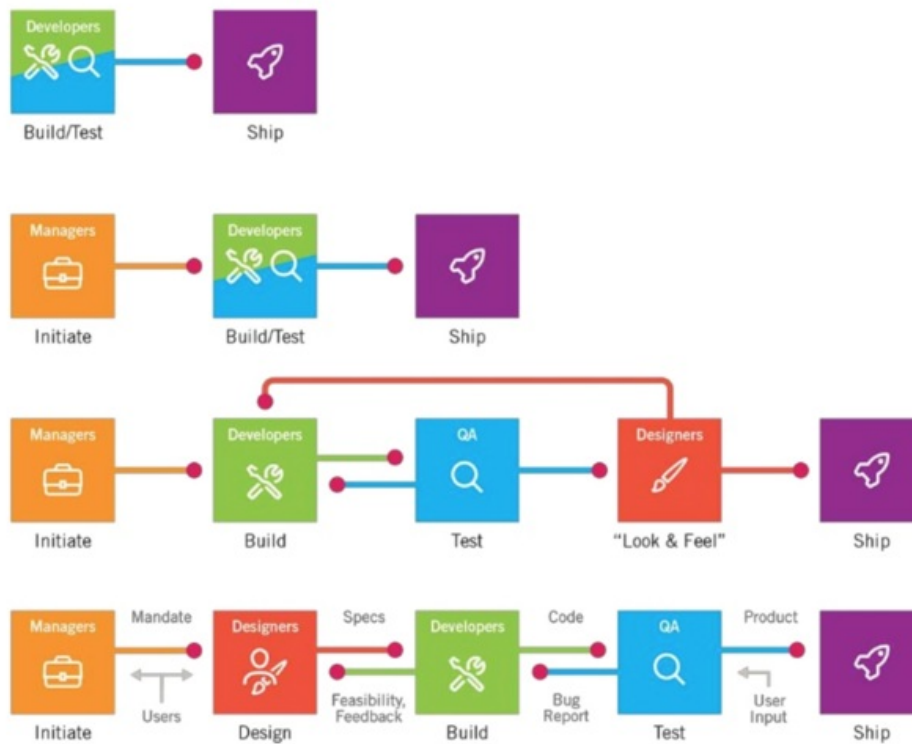 Developers
Build/Test
Ship
Managers
Developers
Initiate
Build/Test
Ship
Managers
Developers
QA
Designers
Initiate
Build
Test
“Look & Feel”
Ship
Managers
Mandate
Designers
Specs
Developers
Code
QA
Product
Users
Feasibility,
Feedback
Bug
Report
User
Input
Initiate
Design
Build
Test
Ship